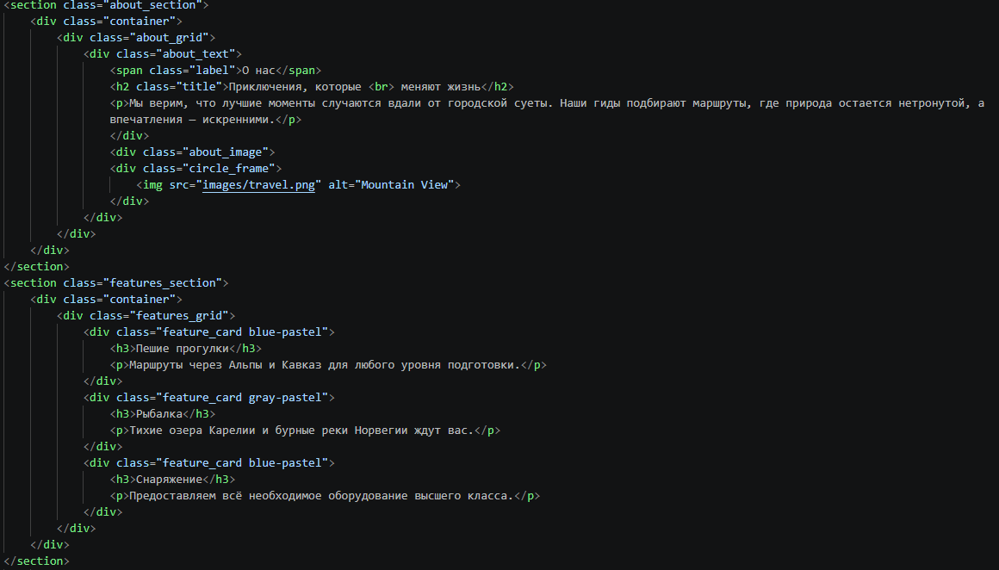 <section class="about_section">
<div class="container">
<div class="about_grid">
<div class="about_text">
<span class="label">О нас</span>
<h2 class="title">Приключения, которые <br> меняют жизнь</h2>
<p>Мы верим, что лучшие моменты случаются вдали от городской суеты. Наши гиды подбирают маршруты, где природа остается нетронутой, а
впечатления — искренними.</p>
</div>
<div class="about_image">
<div class="circle_frame">
<img src="images/travel.png" alt="Mountain View">
</div>
</div>
</div>
</div>
</section>
<section class="features_section">
<div class="container">
<div class="features_grid">
<div class="feature_card blue-pastel">
<h3>Пешие прогулки</h3>
<p>Маршруты через Альпы и Кавказ для любого уровня подготовки.</p>
</div>
<div class="feature_card gray-pastel">
<h3>Рыбалка</h3>
<p>Тихие озера Карелии и бурные реки Норвегии ждут вас.</p>
</div>
<div class="feature_card blue-pastel">
<h3>Снаряжение</h3>
<p>Предоставляем всё необходимое оборудование высшего класса.</p>
</div>
</div>
</div>
</section>